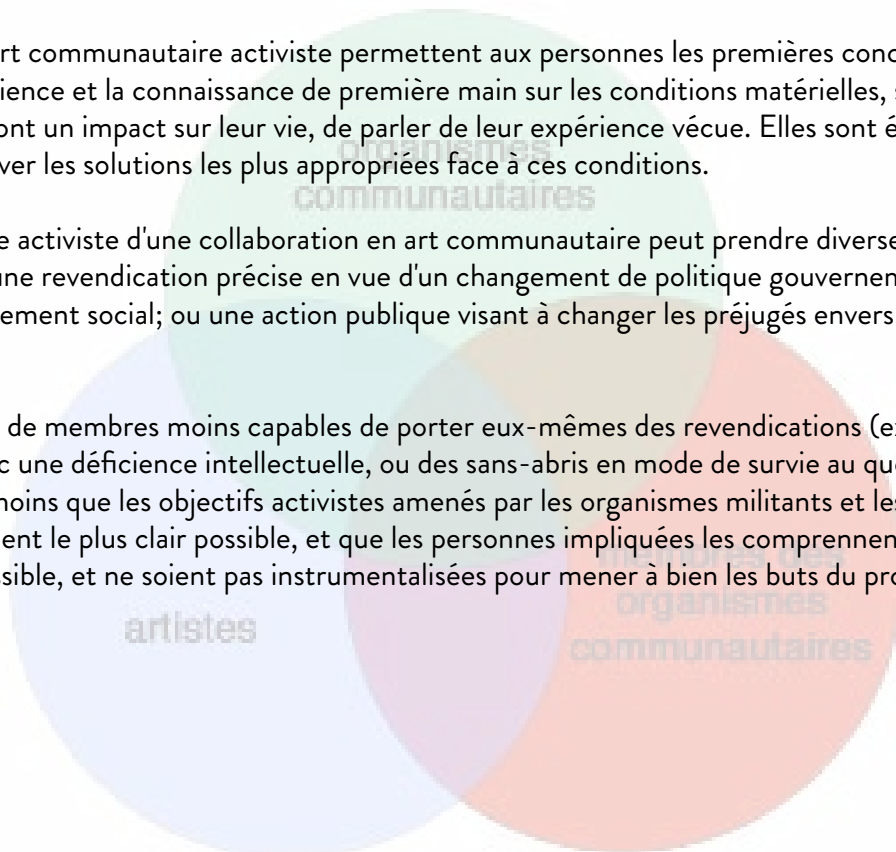 rt communautaire activiste permettent aux personnes les premières conc
ience et la connaissance de première main sur les conditions matérielles,
ont un impact sur leur vie, de parler de leur expérience vécue. Elles sont é
ver les solutions les plus appropriées face à ces conditions.
organismes
communautaires
e activiste d'une collaboration en art communautaire peut prendre diverse
une revendication précise en vue d'un changement de politique gouvernen
ement social; ou une action publique visant à changer les préjugés envers
de membres moins capables de porter eux-mêmes des revendications (e
c une déficience intellectuelle, ou des sans-abris en mode de survie au qu
moins que les objectifs activistes amenés par les organismes militants et les
ent le plus clair possible, et que les personnes impliquées les comprennen
sible, et ne soient pas instrumentalisées pour mener à bien les buts du pro
artistes
membres des
organismes
communautaires